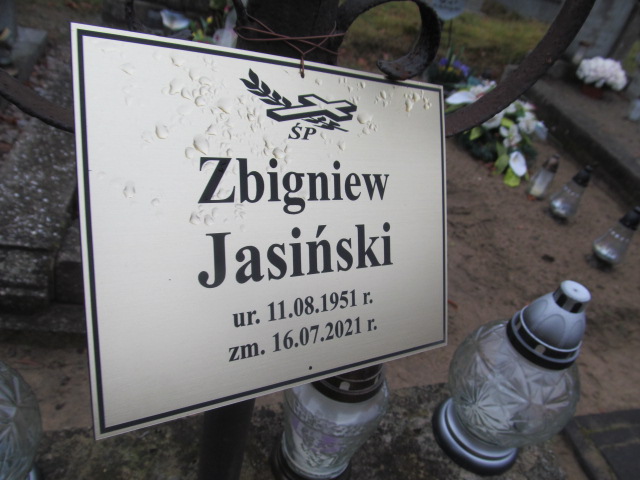 ŚP
Zbigniew
Jasiński
ur. 11.08.1951 r.
zm. 16.07.2021 r.